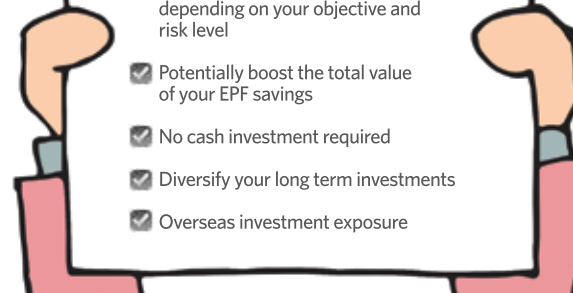 depending on your objective and
risk level
Potentially boost the total value
of your EPF savings
No cash investment required
Diversify your long term investments
Overseas investment exposure